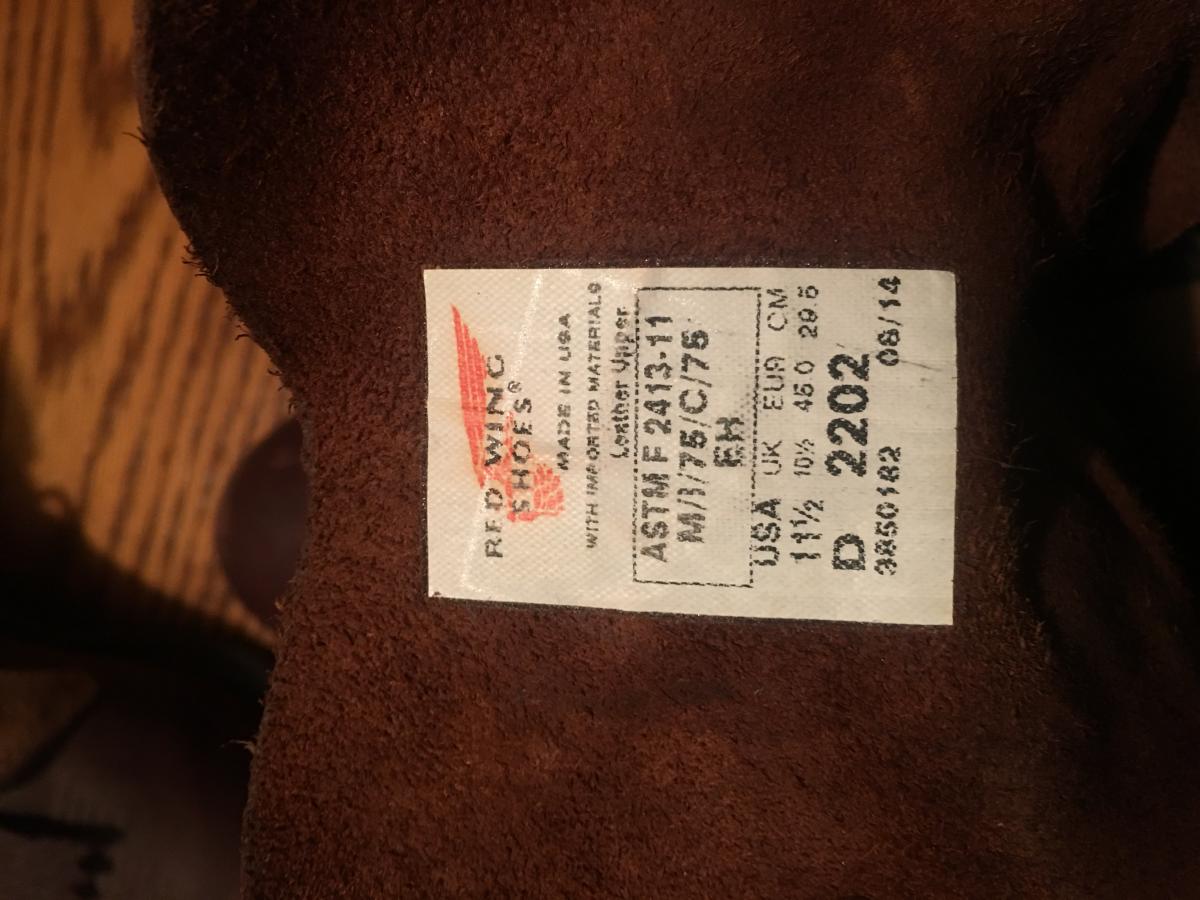 RED WING
SHOES®
MADE IN USA
WITH IMPORTED MATERIALS
Leather Upper
ASTM F 2413-11
M/I/75/C/75
EH
USA UK EUR CM
11½ 10½ 45.0 29.5
D 2202
08/14